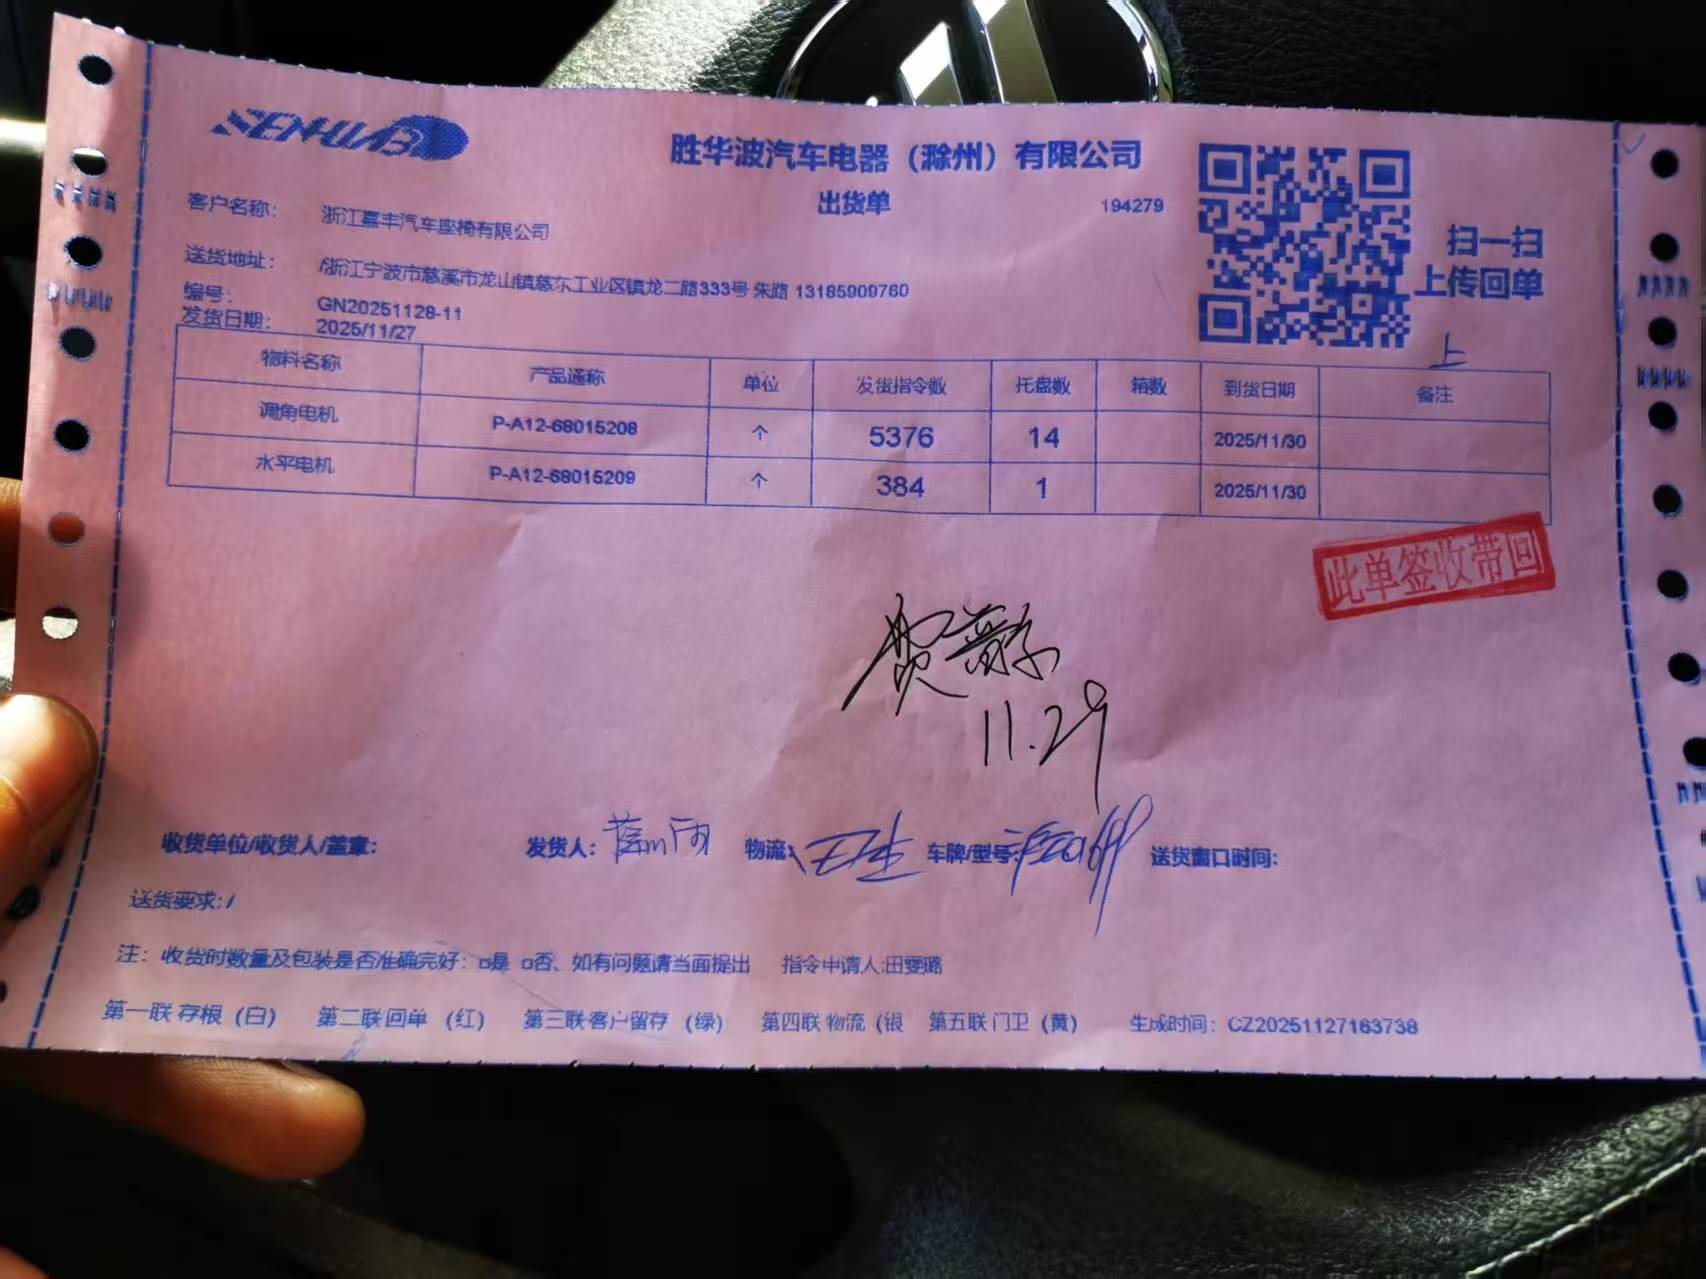 SENHUAB
胜华波汽车电器（滁州）有限公司
出货单
194279
扫一扫
上传回单
上
客户名称： 浙江嘉丰汽车座椅有限公司
送货地址： /浙江宁波市慈溪市龙山镇慈东工业区镇龙二路333号 朱路 13185909760
编号： GN20251128-11
发货日期： 2025/11/27
物料名称 产品通称 单位 发货指令数 托盘数 箱数 到货日期 备注
调角电机 P-A12-68015208 个 5376 14 2025/11/30
水平电机 P-A12-68015209 个 384 1 2025/11/30
此单签收带回
贺
11.29
收货单位/收货人/盖章： 发货人： 物流： 车牌/型号： 送货窗口时间：
送货要求：/
注： 收货时数量及包装是否准确完好：□是 □否、如有问题请当面提出 指令申请人:田雯璐
第一联 存根（白） 第二联 回单 （红） 第三联 客户留存 （绿） 第四联 物流（银 第五联 门卫（黄） 生成时间： CZ20251127163738